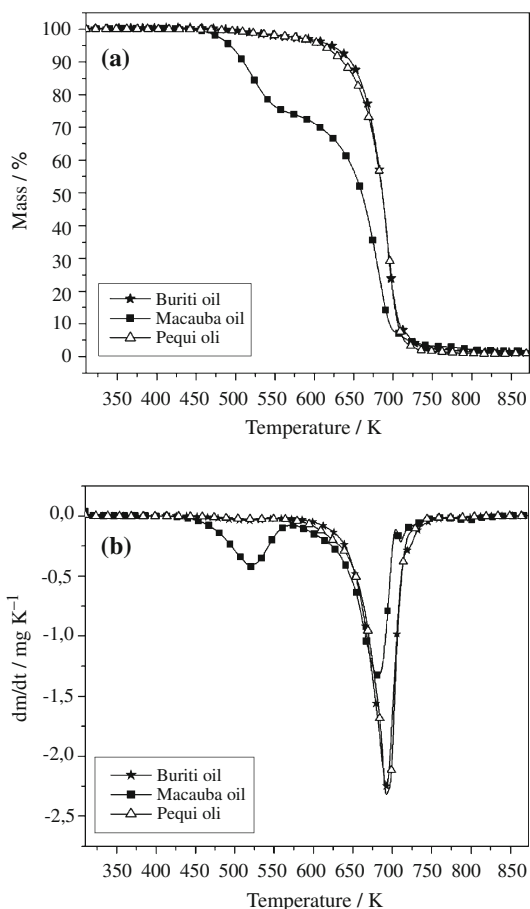 100
(a)
90
80
70
60
50
40
30
20
10
0
Mass / %
Buriti oil
Macauba oil
Pequi oli
350 400 450 500 550 600 650 700 750 800 850
Temperature / K
0,0
(b)
-0,5
-1,0
-1,5
-2,0
-2,5
dm/dt / mg K⁻¹
Buriti oil
Macauba oil
Pequi oli
350 400 450 500 550 600 650 700 750 800 850
Temperature / K